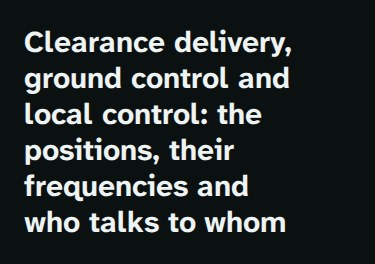 Clearance delivery,
ground control and
local control: the
positions, their
frequencies and
who talks to whom